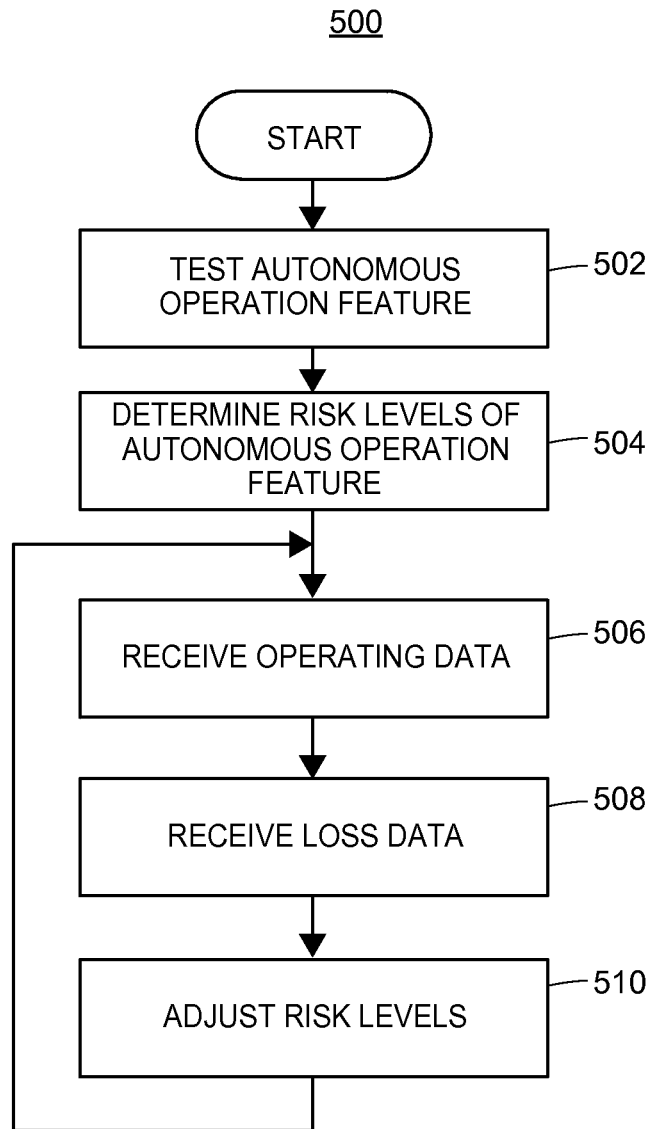 500
START
TEST AUTONOMOUS
OPERATION FEATURE
502
DETERMINE RISK LEVELS OF
AUTONOMOUS OPERATION
FEATURE
504
RECEIVE OPERATING DATA
506
RECEIVE LOSS DATA
508
ADJUST RISK LEVELS
510